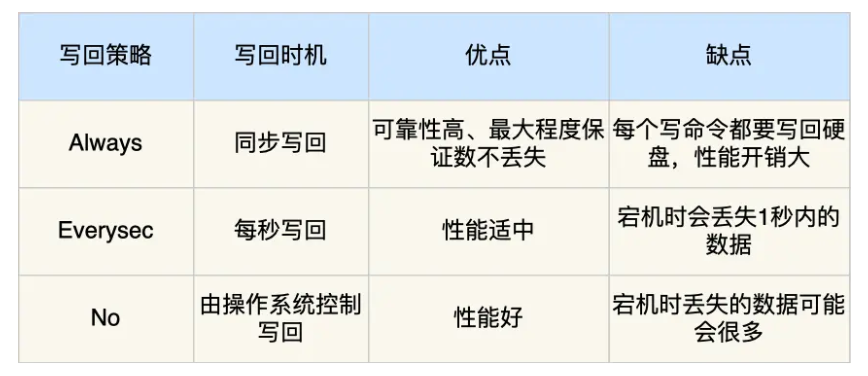 写回策略
写回时机
优点
缺点
Always
同步写回
可靠性高、最大程度保
证数不丢失
每个写命令都要写回硬
盘，性能开销大
Everysec
每秒写回
性能适中
宕机时会丢失1秒内的
数据
No
由操作系统控制
写回
性能好
宕机时丢失的数据可能
会很多